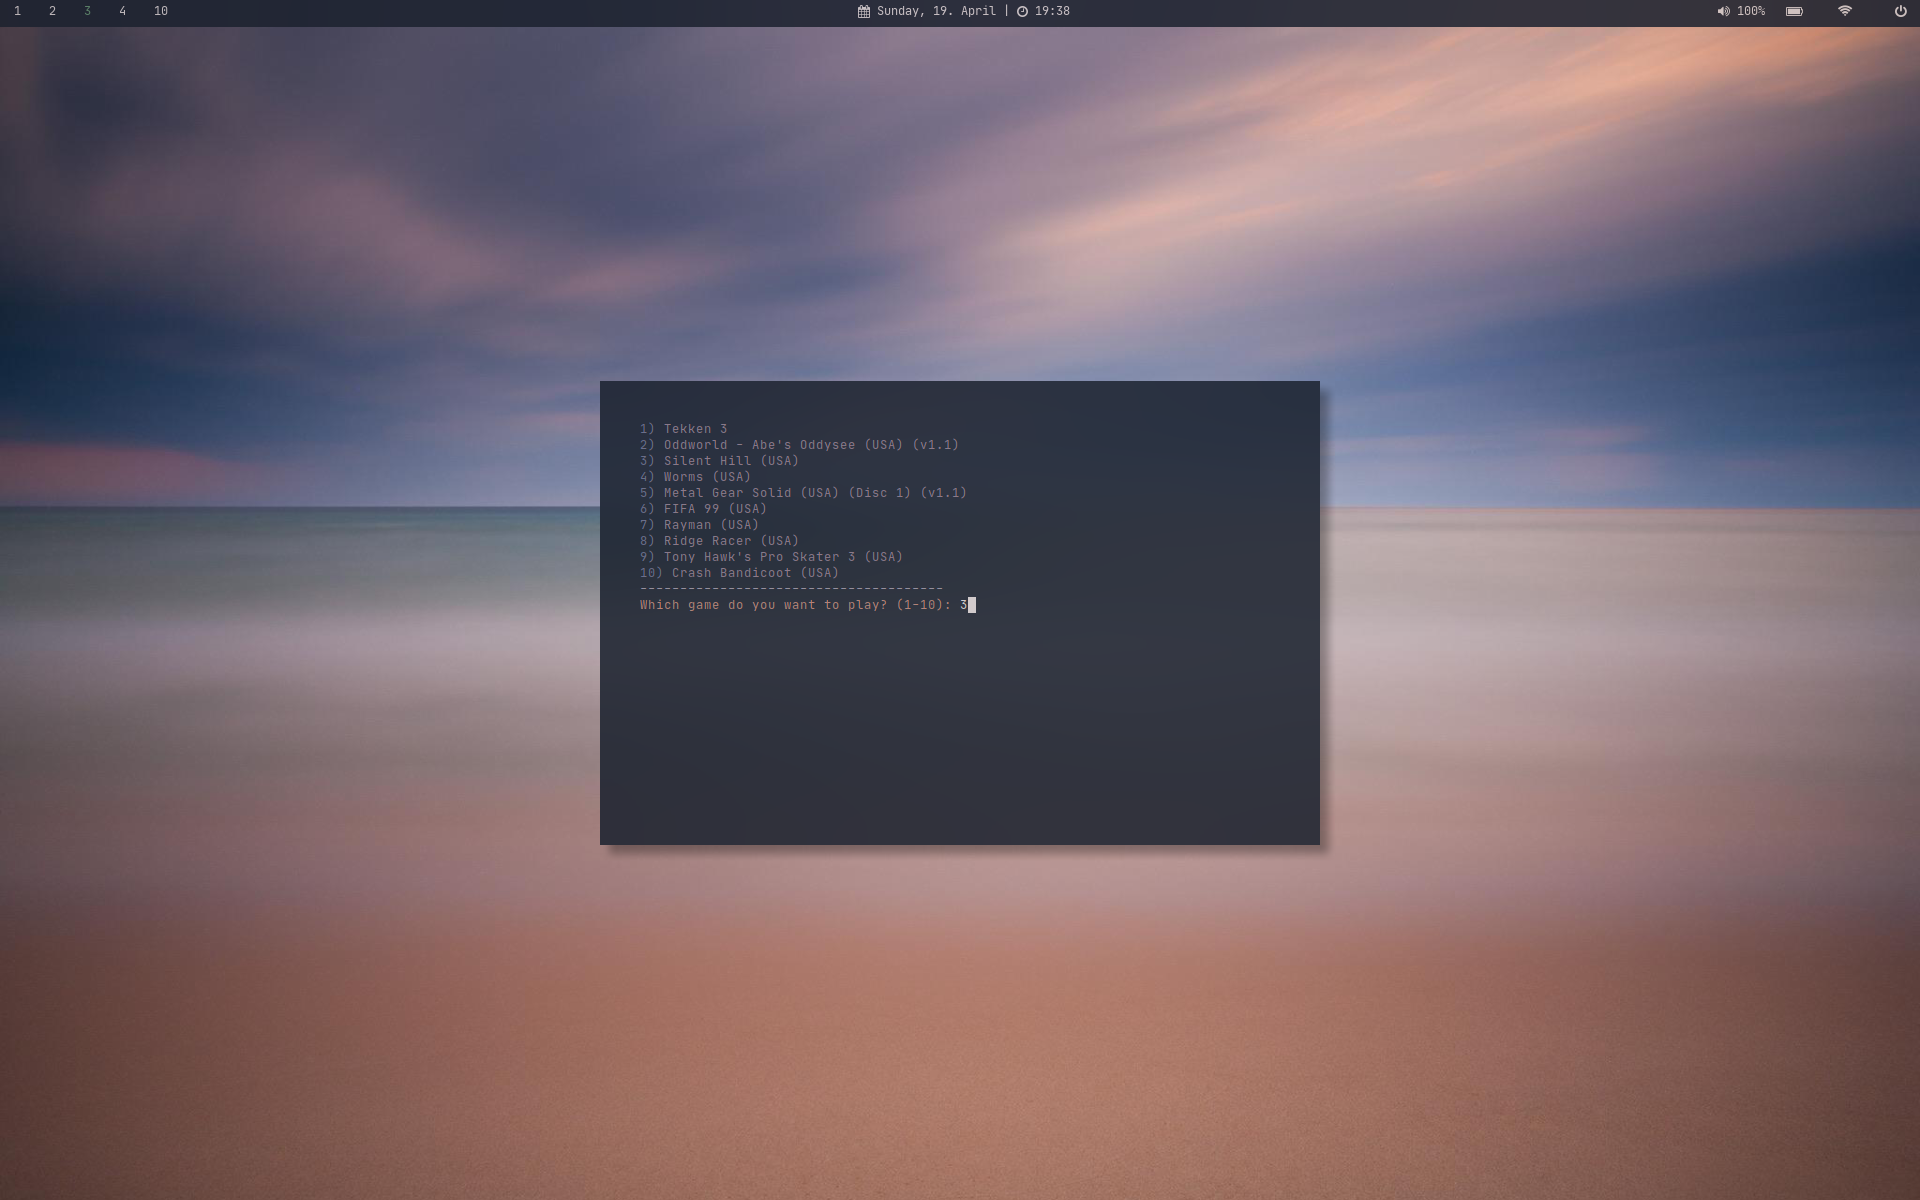 1 2 3 4 10 Sunday, 19. April | 19:38 100%
1) Tekken 3
2) Oddworld - Abe's Oddysee (USA) (v1.1)
3) Silent Hill (USA)
4) Worms (USA)
5) Metal Gear Solid (USA) (Disc 1) (v1.1)
6) FIFA 99 (USA)
7) Rayman (USA)
8) Ridge Racer (USA)
9) Tony Hawk's Pro Skater 3 (USA)
10) Crash Bandicoot (USA)
--------------------------------------
Which game do you want to play? (1-10): 3